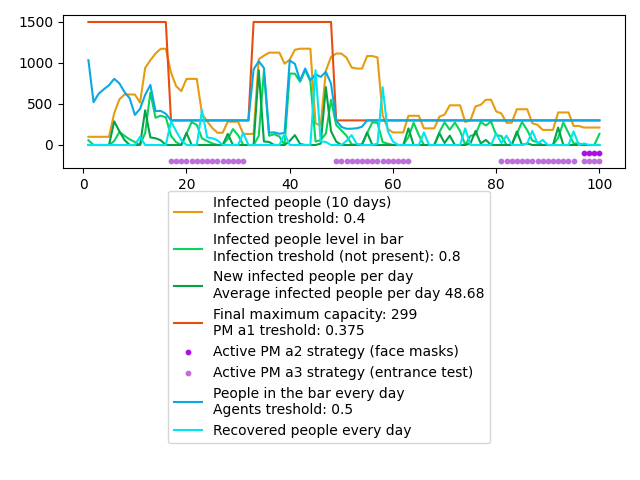 1500
1000
500
0
0
20
40
60
80
100
Infected people (10 days)
Infection treshold: 0.4
Infected people level in bar
Infection treshold (not present): 0.8
New infected people per day
Average infected people per day 48.68
Final maximum capacity: 299
PM a1 treshold: 0.375
Active PM a2 strategy (face masks)
Active PM a3 strategy (entrance test)
People in the bar every day
Agents treshold: 0.5
Recovered people every day